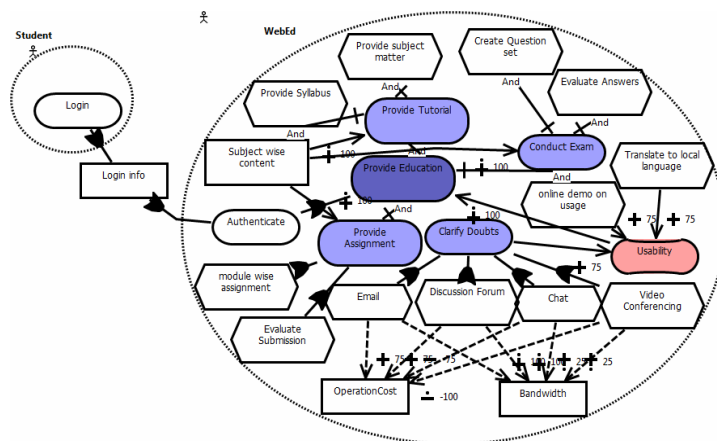 Student
WebEd
Provide subject
matter
Create Question
set
And
And
Evaluate Answers
Provide Syllabus
Login
Provide Tutorial
And
And
Subject wise
content
And
Conduct Exam
100
Translate to local
language
Login info
Provide Education
100
And
online demo on
usage
100
And
100
75
75
Authenticate
Provide
Assignment
Clarify Doubts
Usability
75
module wise
assignment
Email
Discussion Forum
Chat
Video
Conferencing
Evaluate
Submission
75
75
-75
100
100
25
25
OperationCost
-100
Bandwidth